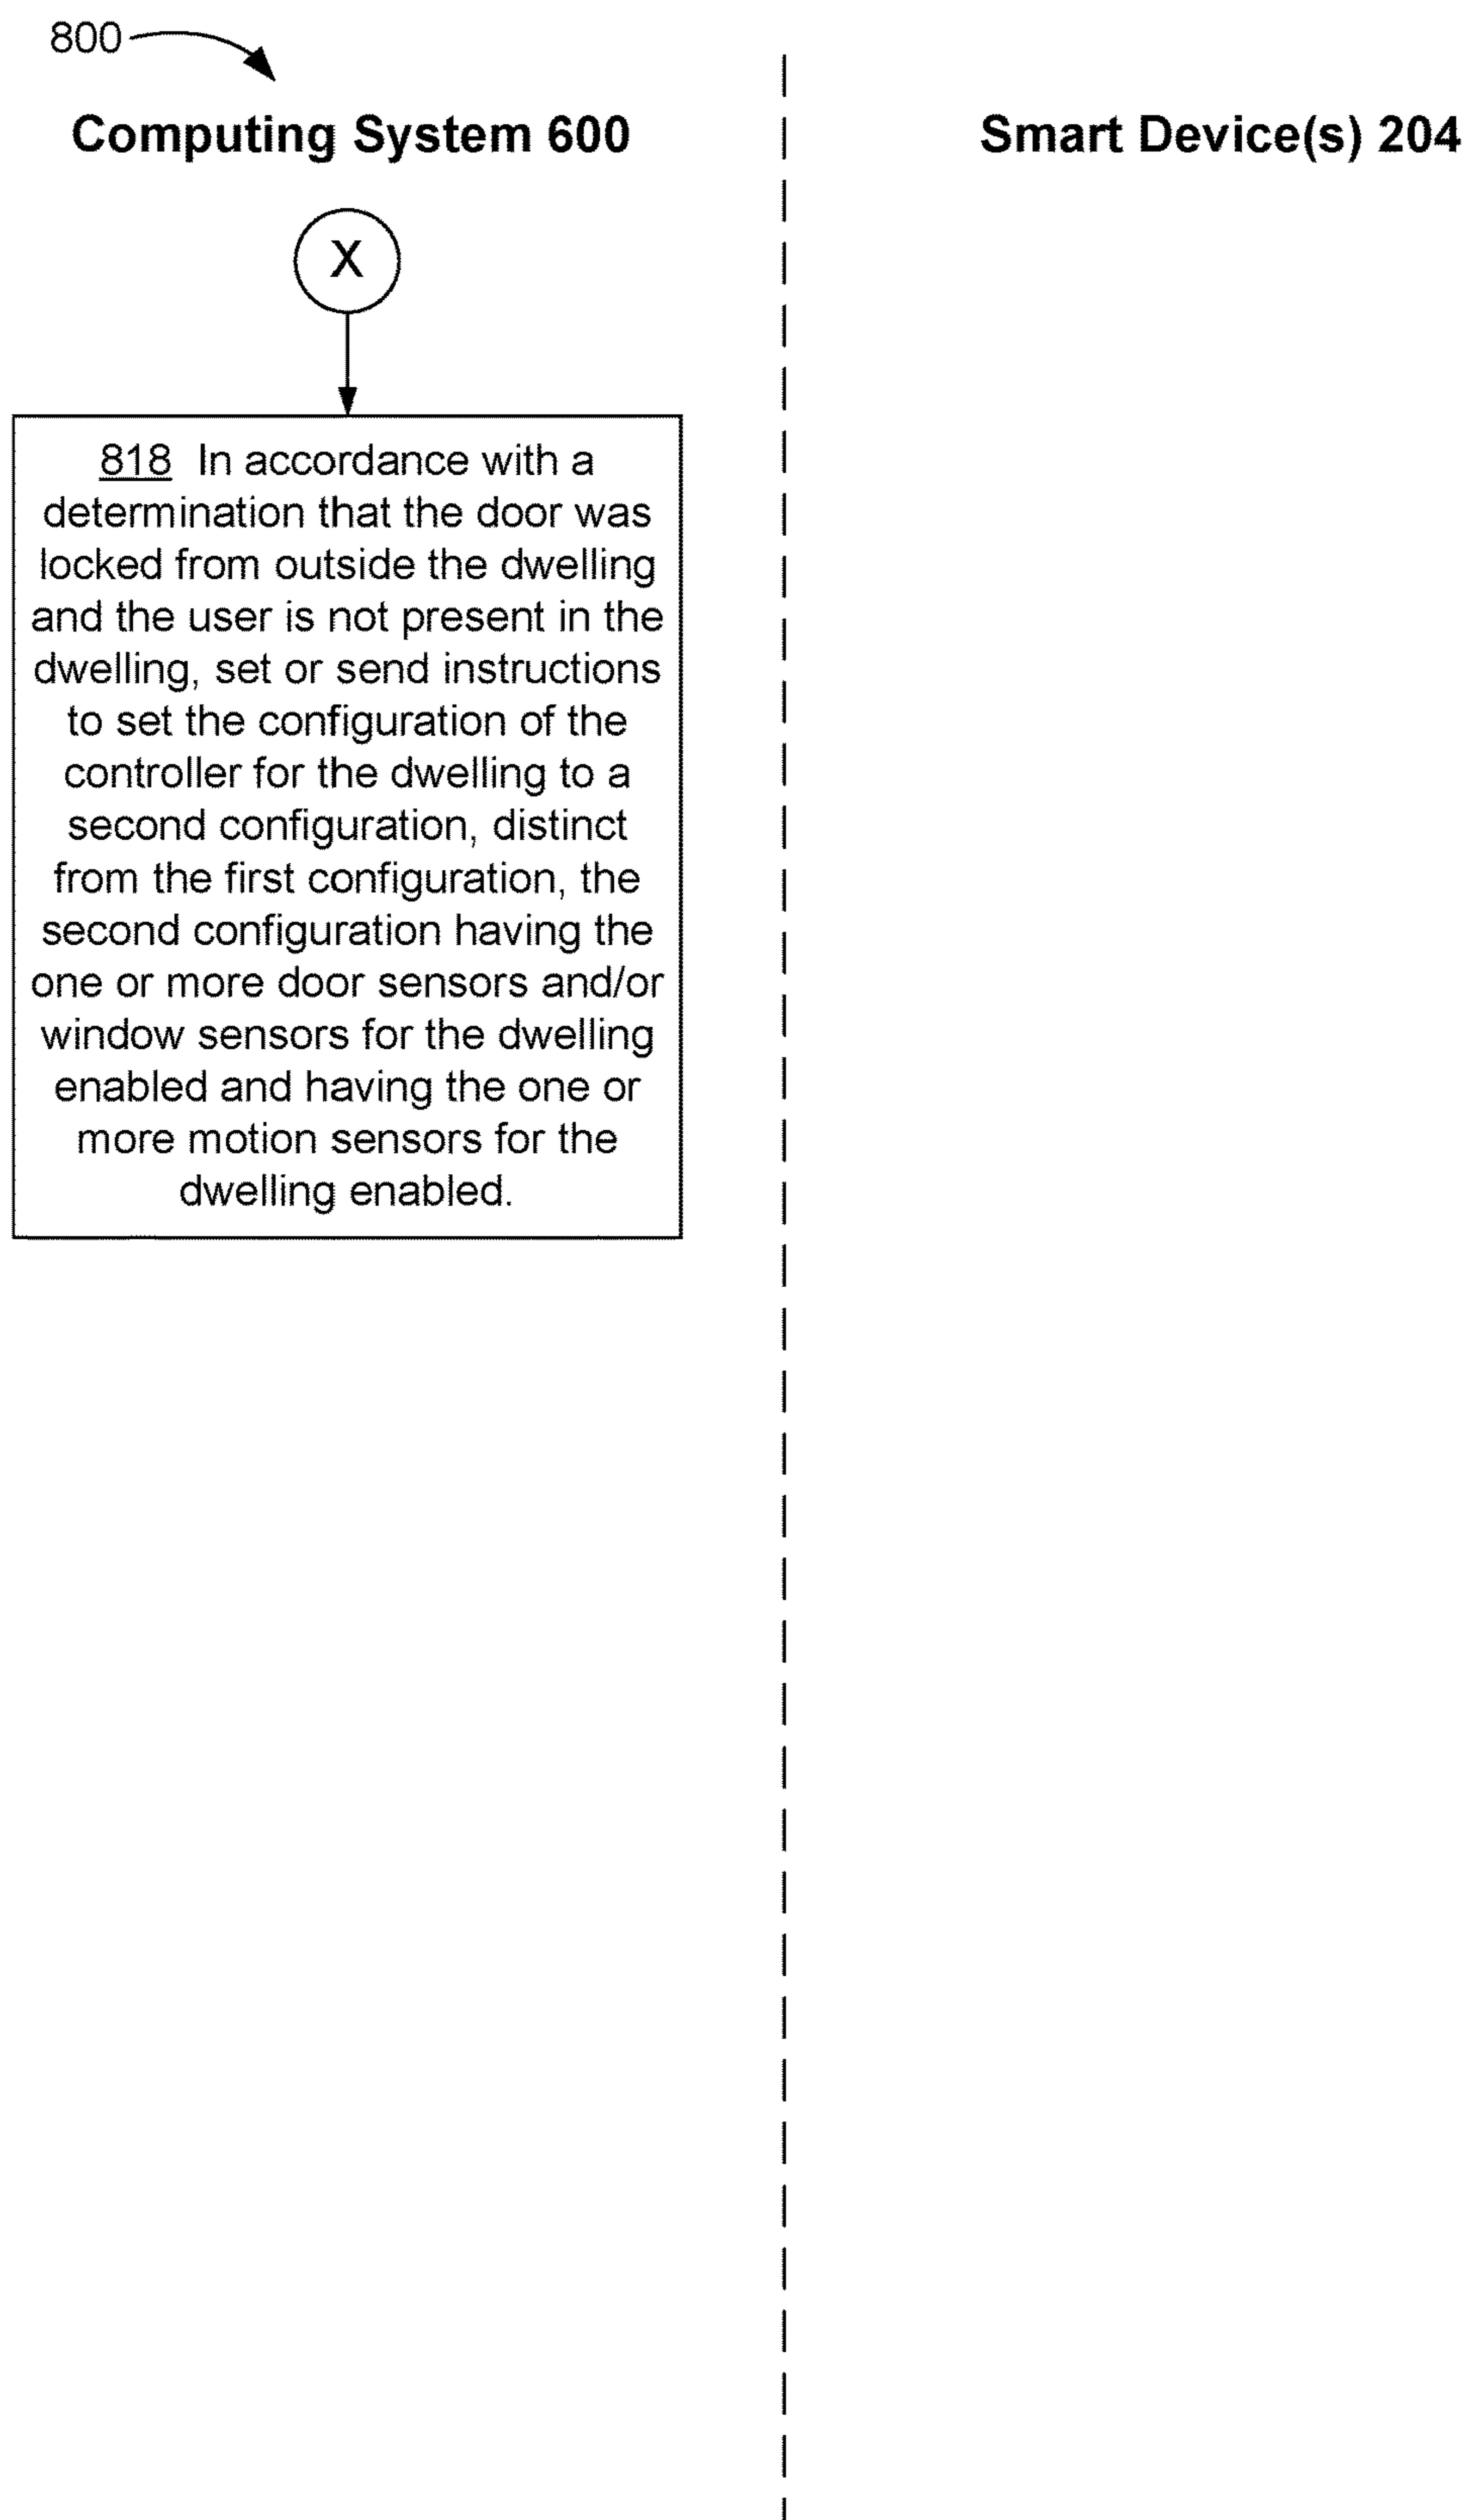 800
Computing System 600
Smart Device(s) 204
X
818 In accordance with a
determination that the door was
locked from outside the dwelling
and the user is not present in the
dwelling, set or send instructions
to set the configuration of the
controller for the dwelling to a
second configuration, distinct
from the first configuration, the
second configuration having the
one or more door sensors and/or
window sensors for the dwelling
enabled and having the one or
more motion sensors for the
dwelling enabled.